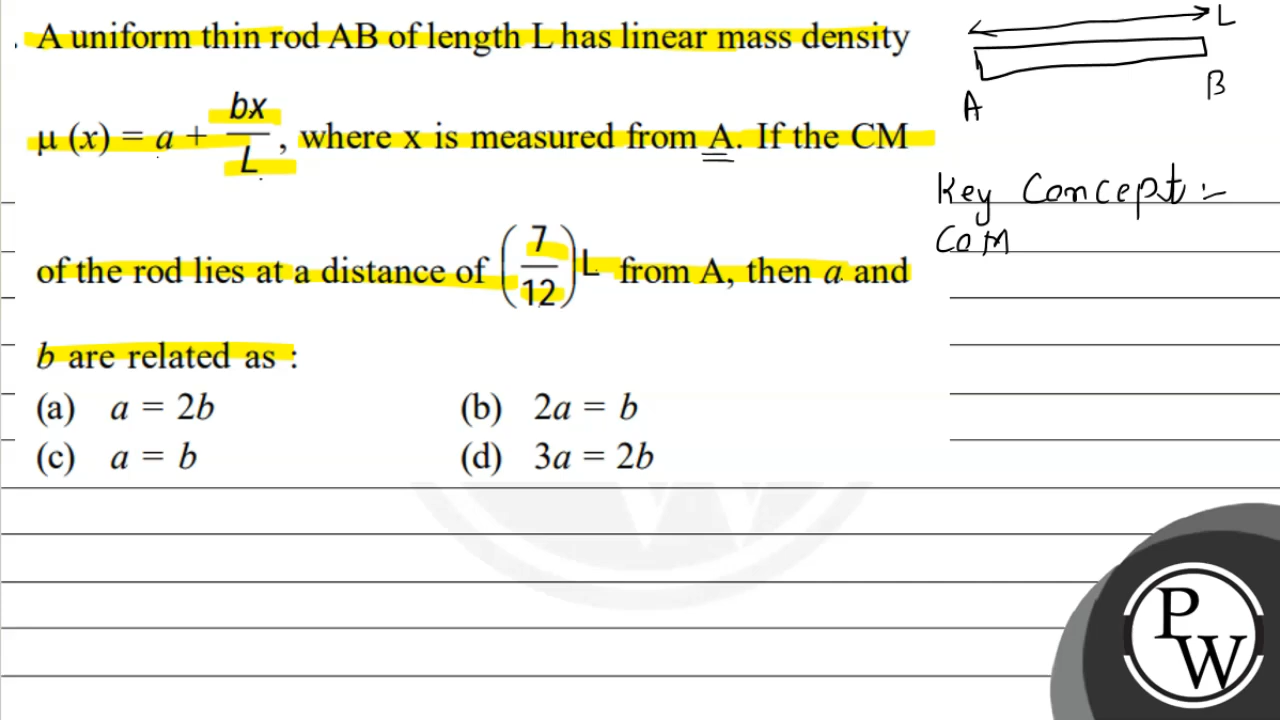 . A uniform thin rod AB of length L has linear mass density
μ (x) = a + bx/L, where x is measured from A. If the CM
of the rod lies at a distance of (7/12)L from A, then a and
b are related as :
(a) a = 2b (b) 2a = b
(c) a = b (d) 3a = 2b
L
A B
Key Concept :-
COM
P
W